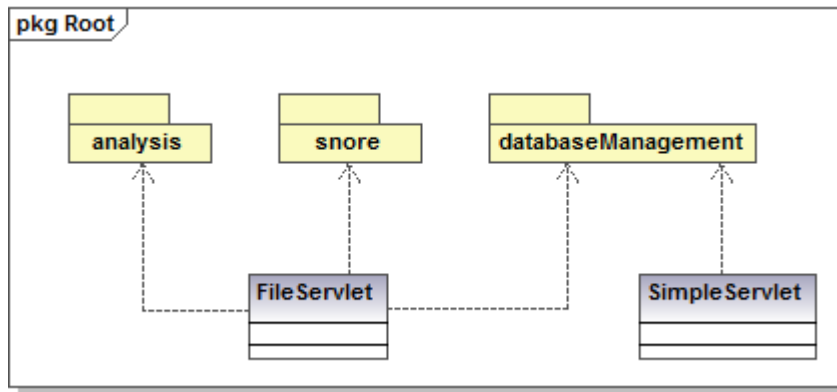 pkg Root
analysis
snore
databaseManagement
FileServlet
SimpleServlet